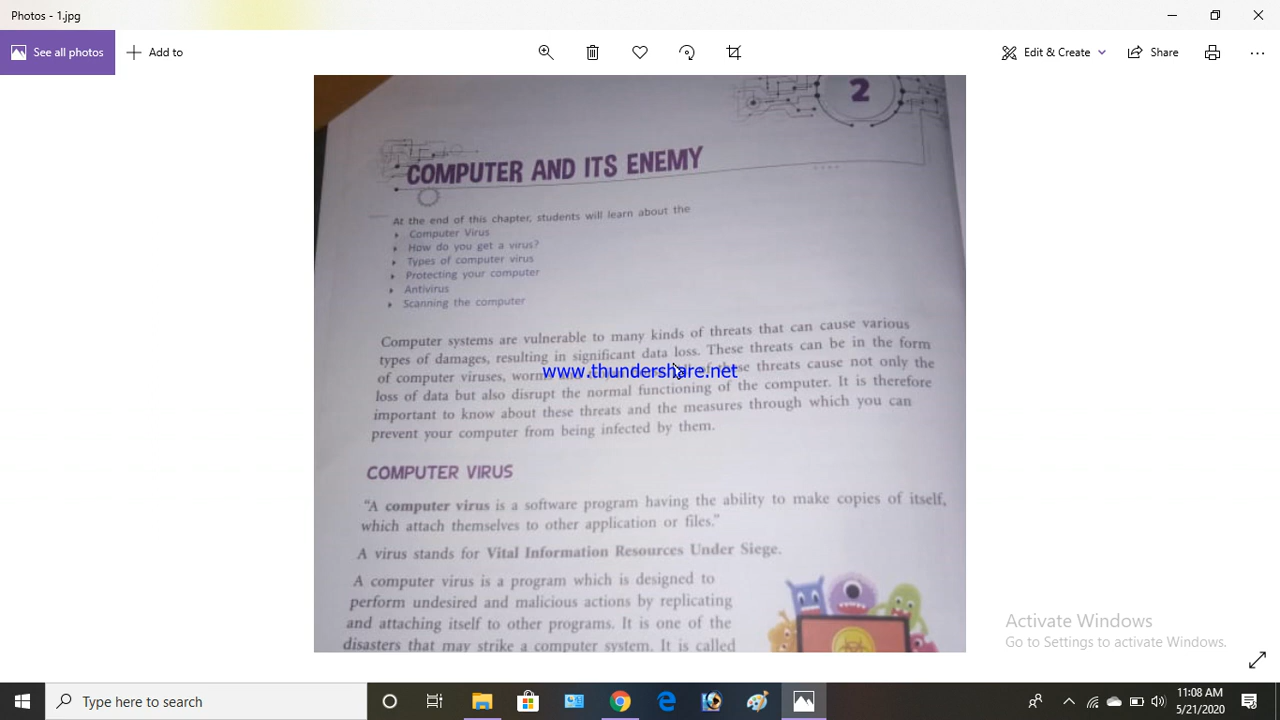 Photos - 1.jpg
See all photos
Add to
Edit & Create
Share
2
COMPUTER AND ITS ENEMY
At the end of this chapter, students will learn about the
Computer Virus
How do you get a virus?
Types of computer virus
Protecting your computer
Antivirus
Scanning the computer
Computer systems are vulnerable to many kinds of threats that can cause various
types of damages, resulting in significant data loss. These threats can be in the form
of computer viruses, worms and of these threats cause not only the
www.thundershare.net
loss of data but also disrupt the normal functioning of the computer. It is therefore
important to know about these threats and the measures through which you can
prevent your computer from being infected by them.
COMPUTER VIRUS
"A computer virus is a software program having the ability to make copies of itself,
which attach themselves to other application or files."
A virus stands for Vital Information Resources Under Siege.
A computer virus is a program which is designed to
perform undesired and malicious actions by replicating
and attaching itself to other programs. It is one of the
disasters that may strike a computer system. It is called
Activate Windows
Go to Settings to activate Windows.
Type here to search
11:08 AM
5/21/2020